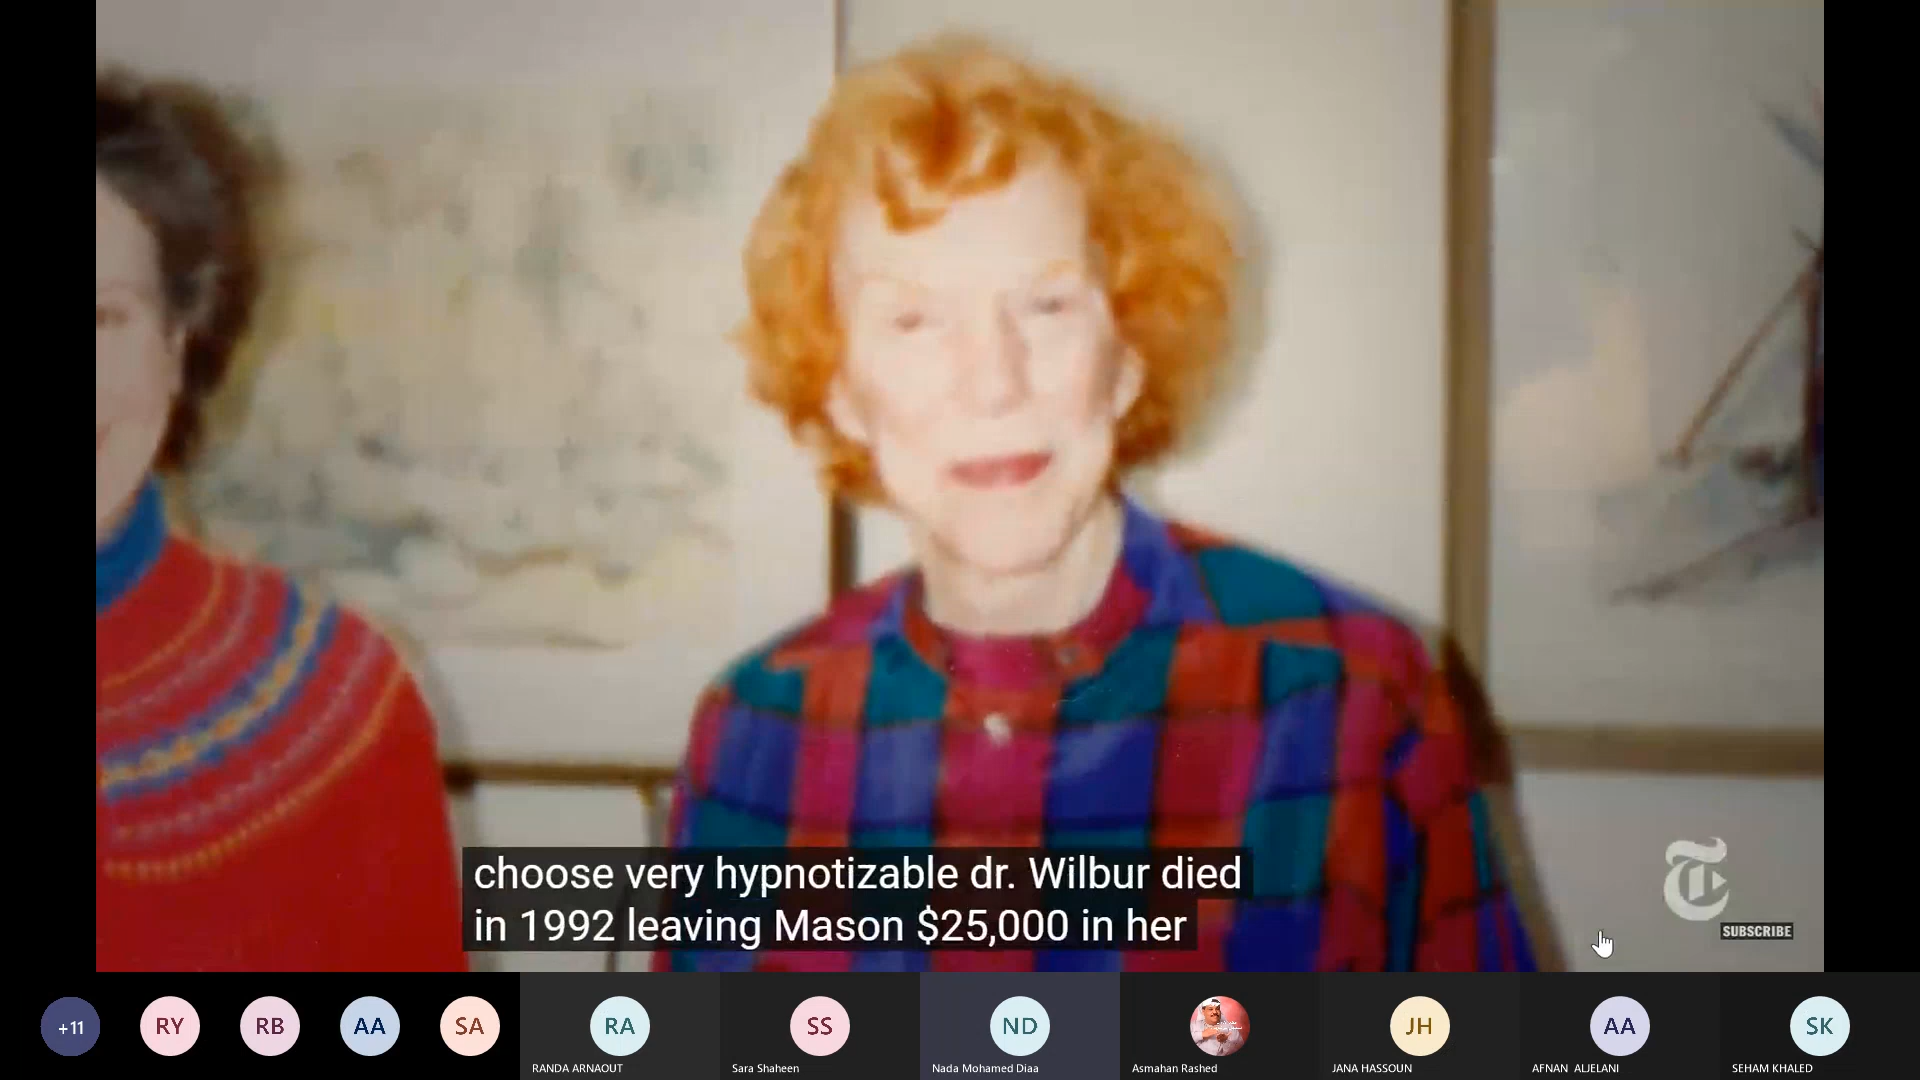 choose very hypnotizable dr. Wilbur died
in 1992 leaving Mason $25,000 in her
T
SUBSCRIBE
+11
RY
RB
AA
SA
RA
SS
ND
JH
AA
SK
RANDA ARNAOUT
Sara Shaheen
Nada Mohamed Diaa
Asmahan Rashed
JANA HASSOUN
AFNAN ALJELANI
SEHAM KHALED